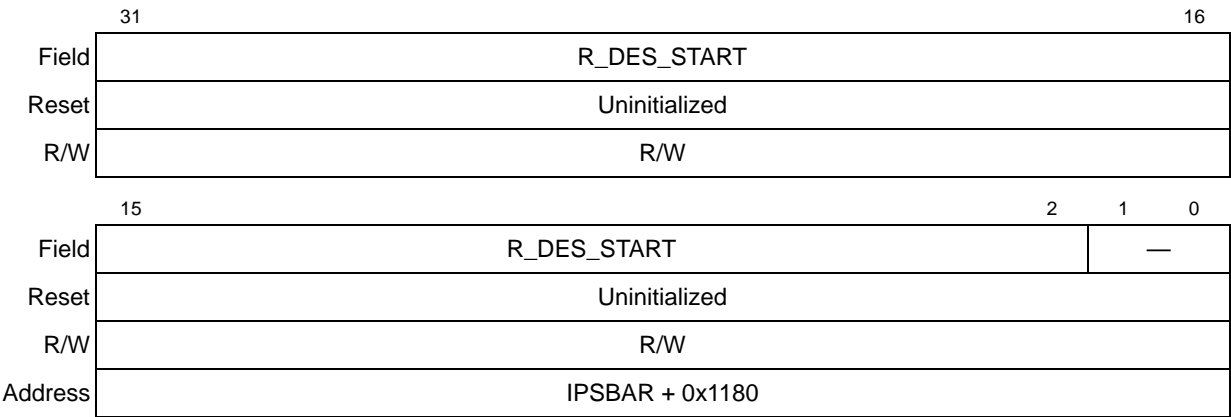 31 16
Field R_DES_START
Reset Uninitialized
R/W R/W
15 2 1 0
Field R_DES_START —
Reset Uninitialized
R/W R/W
Address IPSBAR + 0x1180